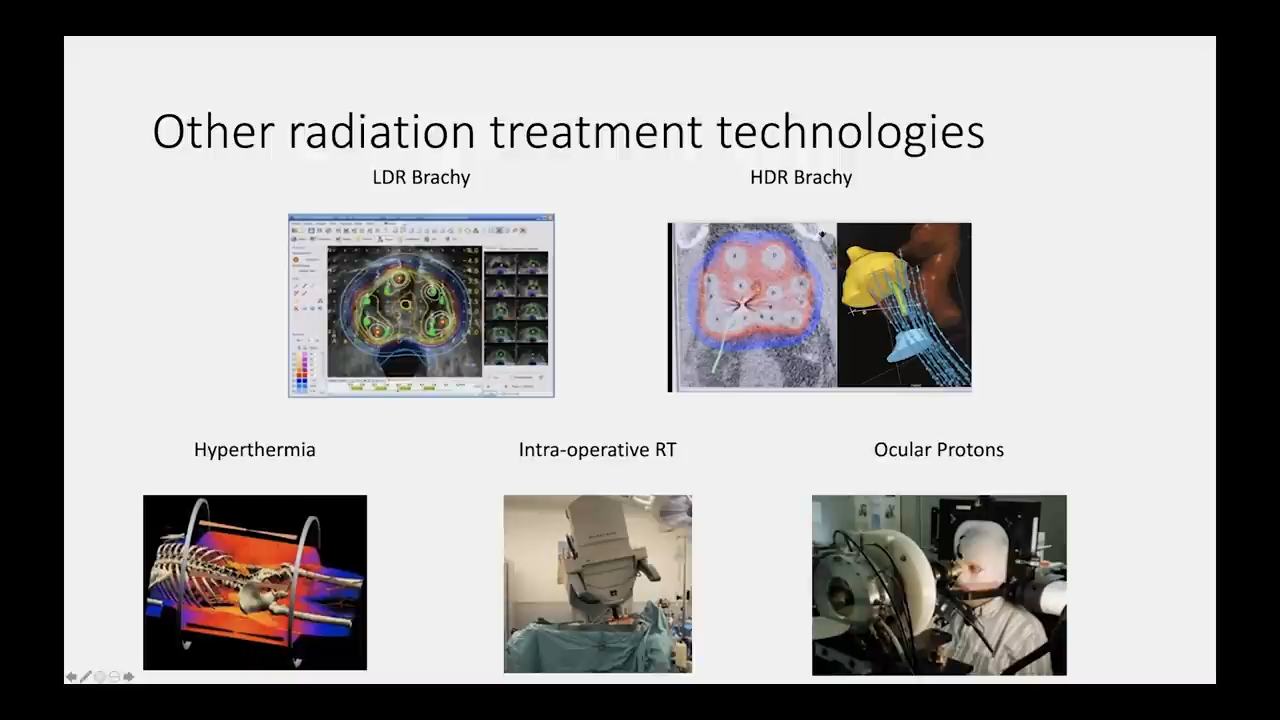 Other radiation treatment technologies
LDR Brachy
HDR Brachy
Hyperthermia
Intra-operative RT
Ocular Protons